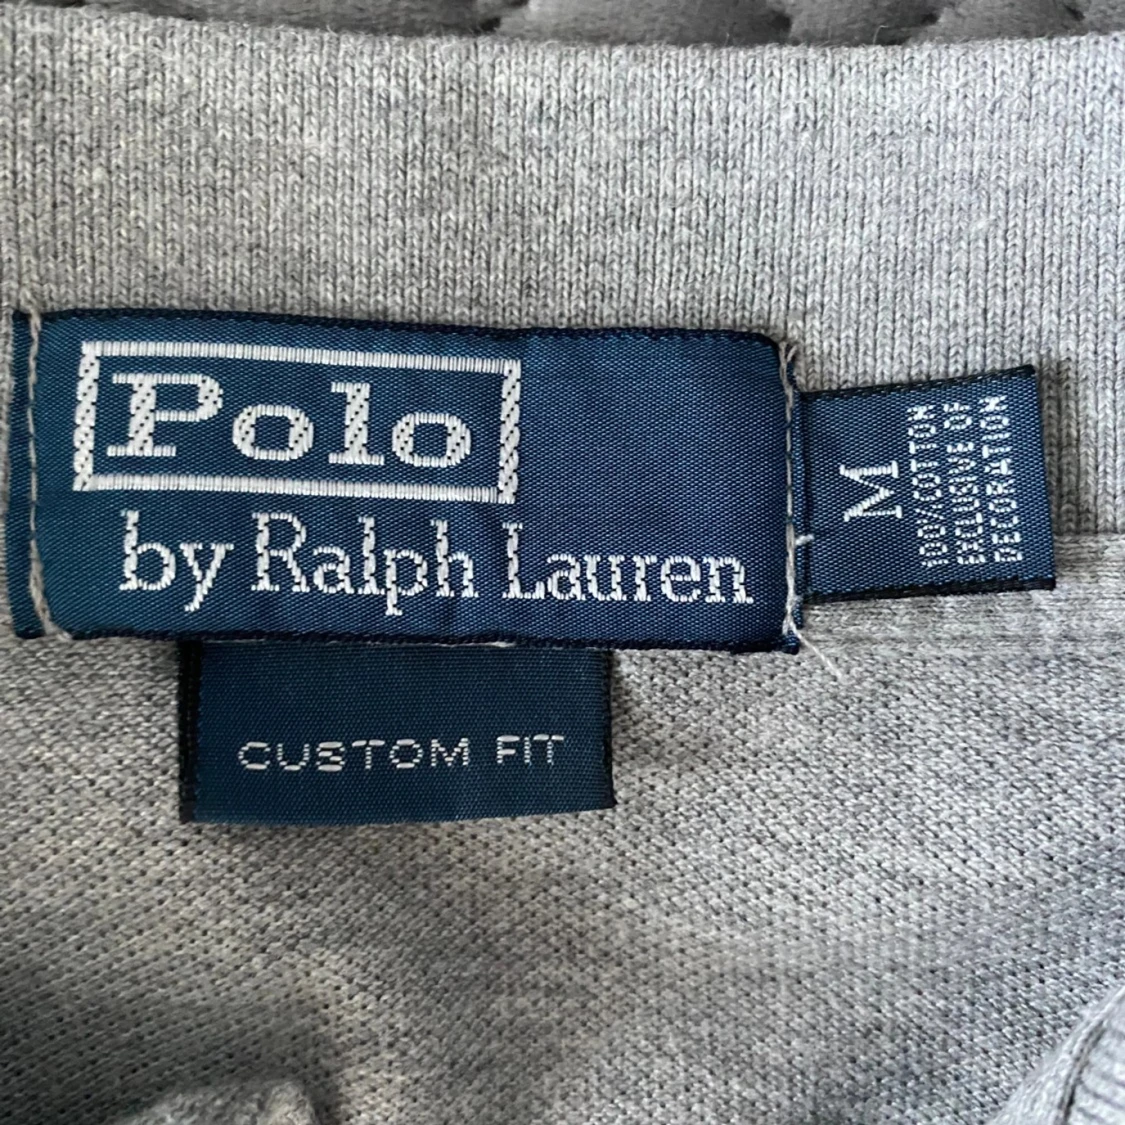 Polo
by Ralph Lauren
M
100% COTTON
EXCLUSIVE OF
DECORATION
CUSTOM FIT